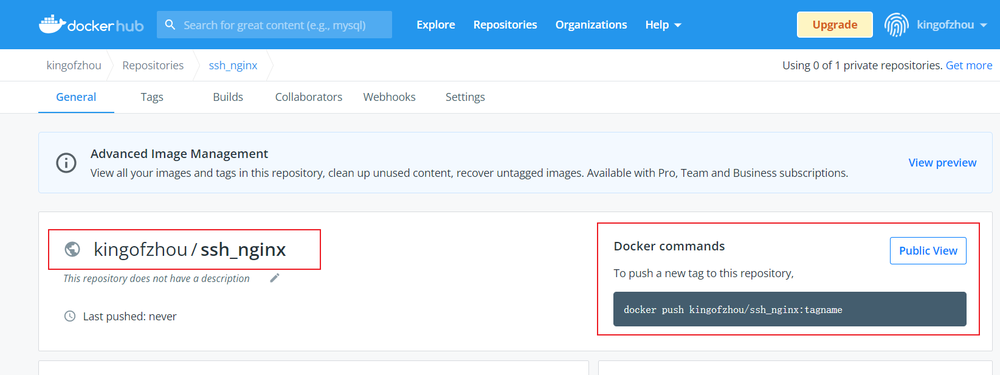 dockerhub Search for great content (e.g., mysql) Explore Repositories Organizations Help Upgrade kingofzhou
kingofzhou Repositories ssh_nginx Using 0 of 1 private repositories. Get more
General Tags Builds Collaborators Webhooks Settings
Advanced Image Management
View all your images and tags in this repository, clean up unused content, recover untagged images. Available with Pro, Team and Business subscriptions.
View preview
kingofzhou / ssh_nginx
This repository does not have a description
Last pushed: never
Docker commands
Public View
To push a new tag to this repository,
docker push kingofzhou/ssh_nginx:tagname